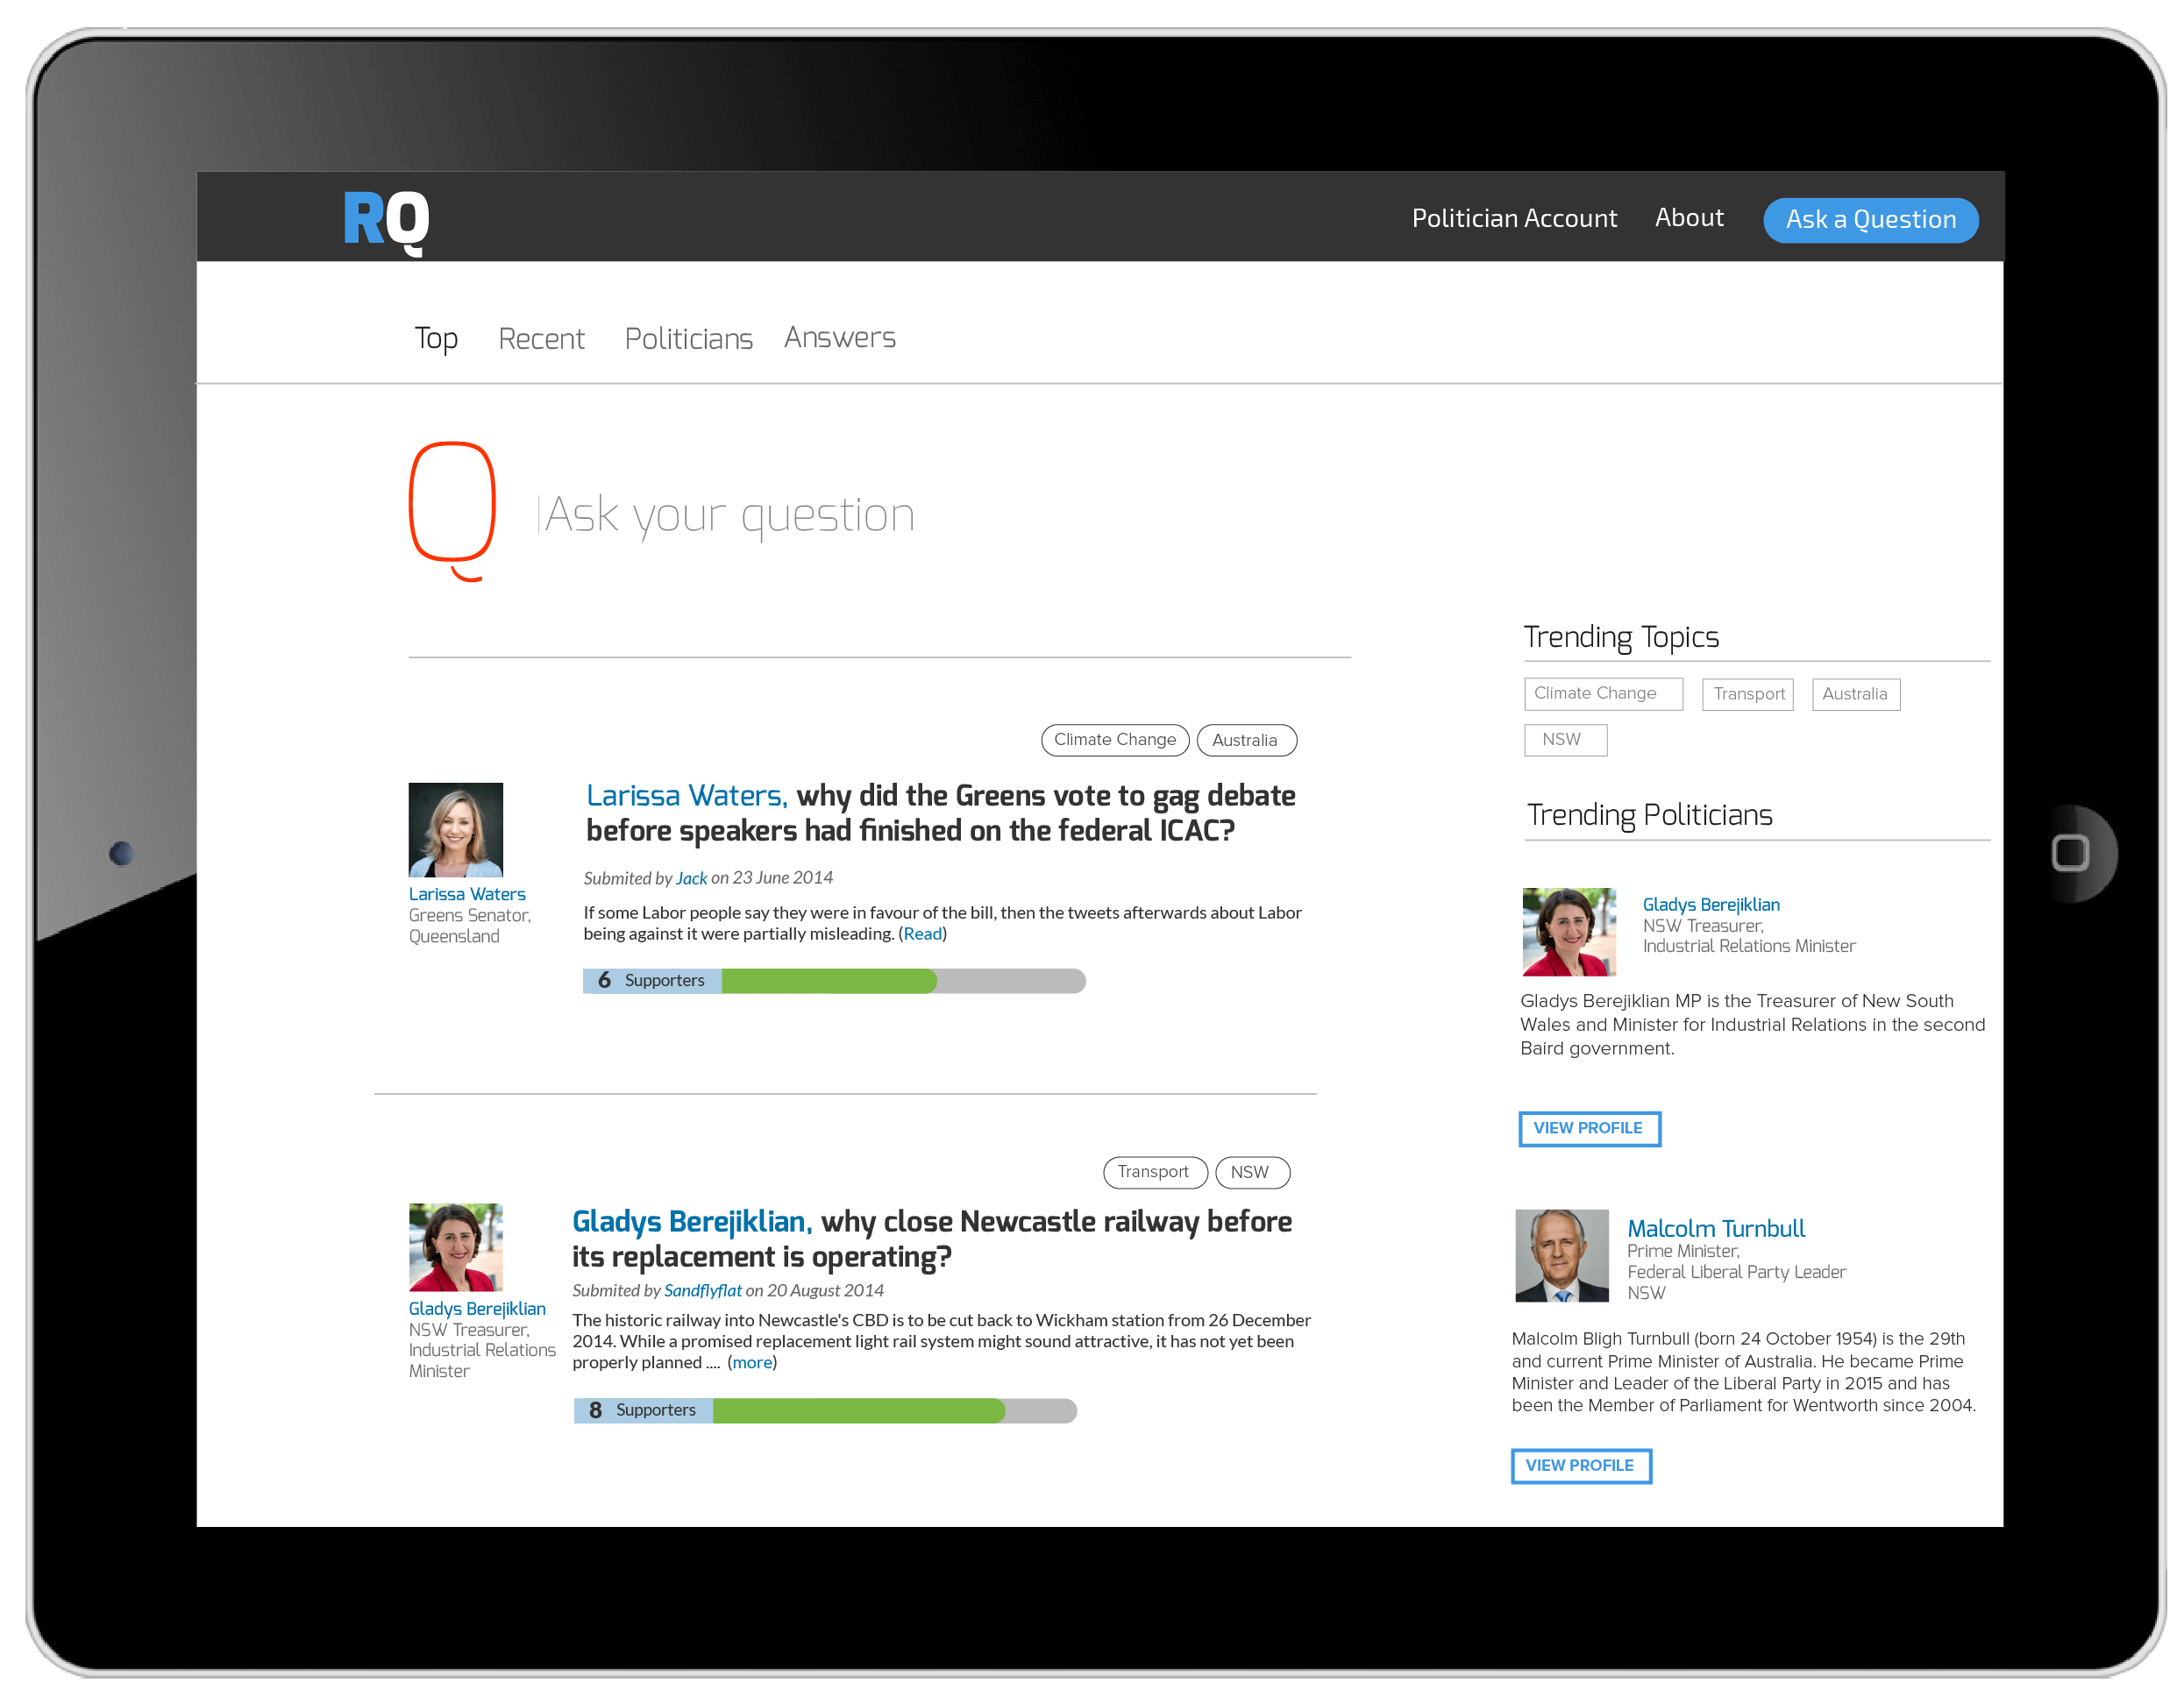 RQ
Politician Account
About
Ask a Question
Top
Recent
Politicians
Answers
Q
Ask your question
Climate Change
Australia
Larissa Waters
Greens Senator,
Queensland
Larissa Waters, why did the Greens vote to gag debate
before speakers had finished on the federal ICAC?
Submited by Jack on 23 June 2014
If some Labor people say they were in favour of the bill, then the tweets afterwards about Labor
being against it were partially misleading. (Read)
6 Supporters
Transport
NSW
Gladys Berejiklian
NSW Treasurer,
Industrial Relations
Minister
Gladys Berejiklian, why close Newcastle railway before
its replacement is operating?
Submited by Sandflyflat on 20 August 2014
The historic railway into Newcastle's CBD is to be cut back to Wickham station from 26 December
2014. While a promised replacement light rail system might sound attractive, it has not yet been
properly planned .... (more)
8 Supporters
Trending Topics
Climate Change
Transport
Australia
NSW
Trending Politicians
Gladys Berejiklian
NSW Treasurer,
Industrial Relations Minister
Gladys Berejiklian MP is the Treasurer of New South
Wales and Minister for Industrial Relations in the second
Baird government.
VIEW PROFILE
Malcolm Turnbull
Prime Minister,
Federal Liberal Party Leader
NSW
Malcolm Bligh Turnbull (born 24 October 1954) is the 29th
and current Prime Minister of Australia. He became Prime
Minister and Leader of the Liberal Party in 2015 and has
been the Member of Parliament for Wentworth since 2004.
VIEW PROFILE